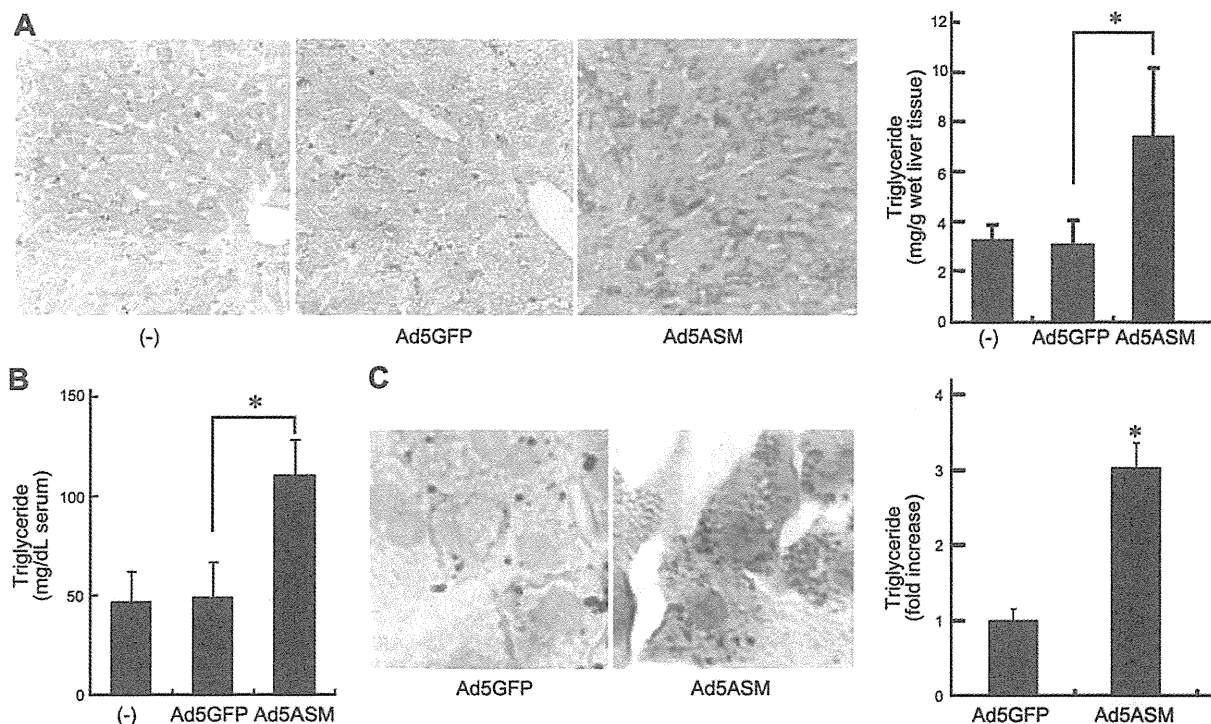 A
(-)
Ad5GFP
Ad5ASM
Triglyceride
(mg/g wet liver tissue)
12
10
8
6
4
2
0
*
(-) Ad5GFP Ad5ASM
B
Triglyceride
(mg/dL serum)
150
100
50
0
*
(-) Ad5GFP Ad5ASM
C
Ad5GFP
Ad5ASM
Triglyceride
(fold increase)
4
3
2
1
0
*
Ad5GFP Ad5ASM